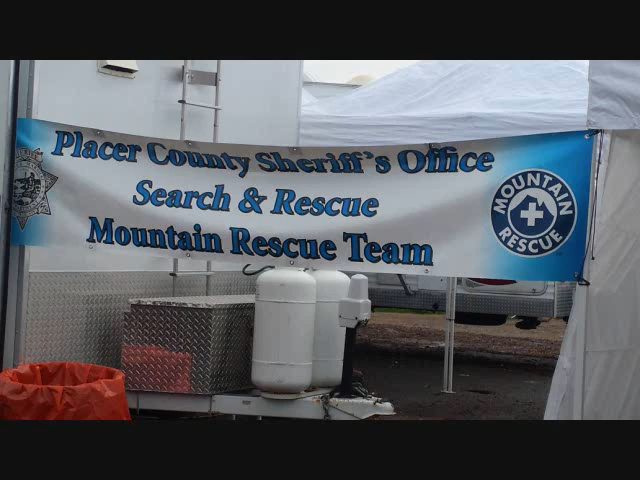 Placer County Sheriff's Office
Search & Rescue
Mountain Rescue Team
MOUNTAIN
RESCUE